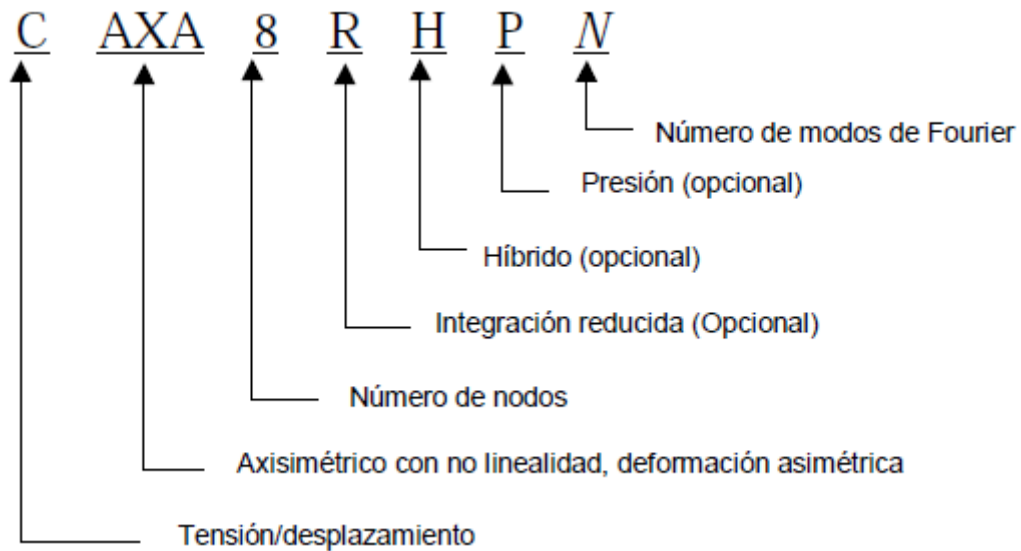 C AXA 8 R H P N
Número de modos de Fourier
Presión (opcional)
Híbrido (opcional)
Integración reducida (Opcional)
Número de nodos
Axisimétrico con no linealidad, deformación asimétrica
Tensión/desplazamiento